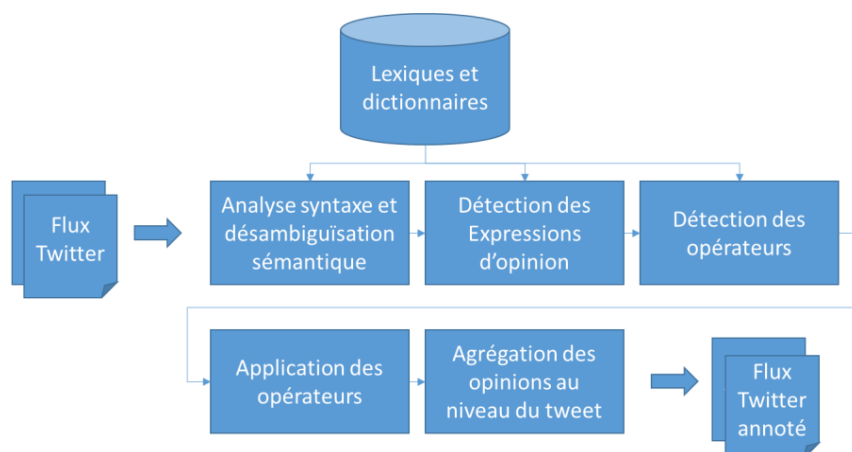 Lexiques et
dictionnaires
Flux
Twitter
Analyse syntaxe et
désambiguïsation
sémantique
Détection des
Expressions
d'opinion
Détection des
opérateurs
Application des
opérateurs
Agrégation des
opinions au
niveau du tweet
Flux
Twitter
annoté